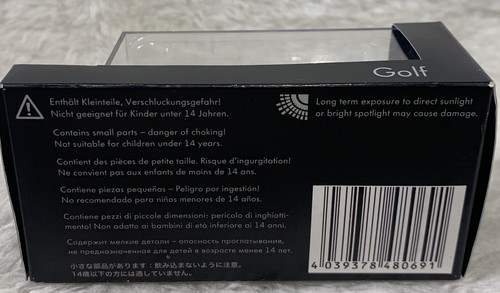 Golf
Enthält Kleinteile, Verschluckungsgefahr!
Nicht geeignet für Kinder unter 14 Jahren.
Long term exposure to direct sunlight
or bright spotlight may cause damage.
Contains small parts – danger of choking!
Not suitable for children under 14 years.
Contient des pièces de petite taille. Risque d'ingurgitation!
Ne convient pas aux enfants de moins de 14 ans.
Contiene piezas pequeñas – Peligro por ingestión!
No recomendado para niños menores de 14 años.
Contiene pezzi di piccole dimensioni: pericolo di inghiotti-
mento! Non adatto ai bambini di età inferiore ai 14 anni.
Содержит мелкие детали – опасность проглатывание,
не предназначенная для детей в возрасте менее 14 лет.
小さな部品があります:飲み込まないように注意。
14歳以下の方には適していません。
4 039378 480691